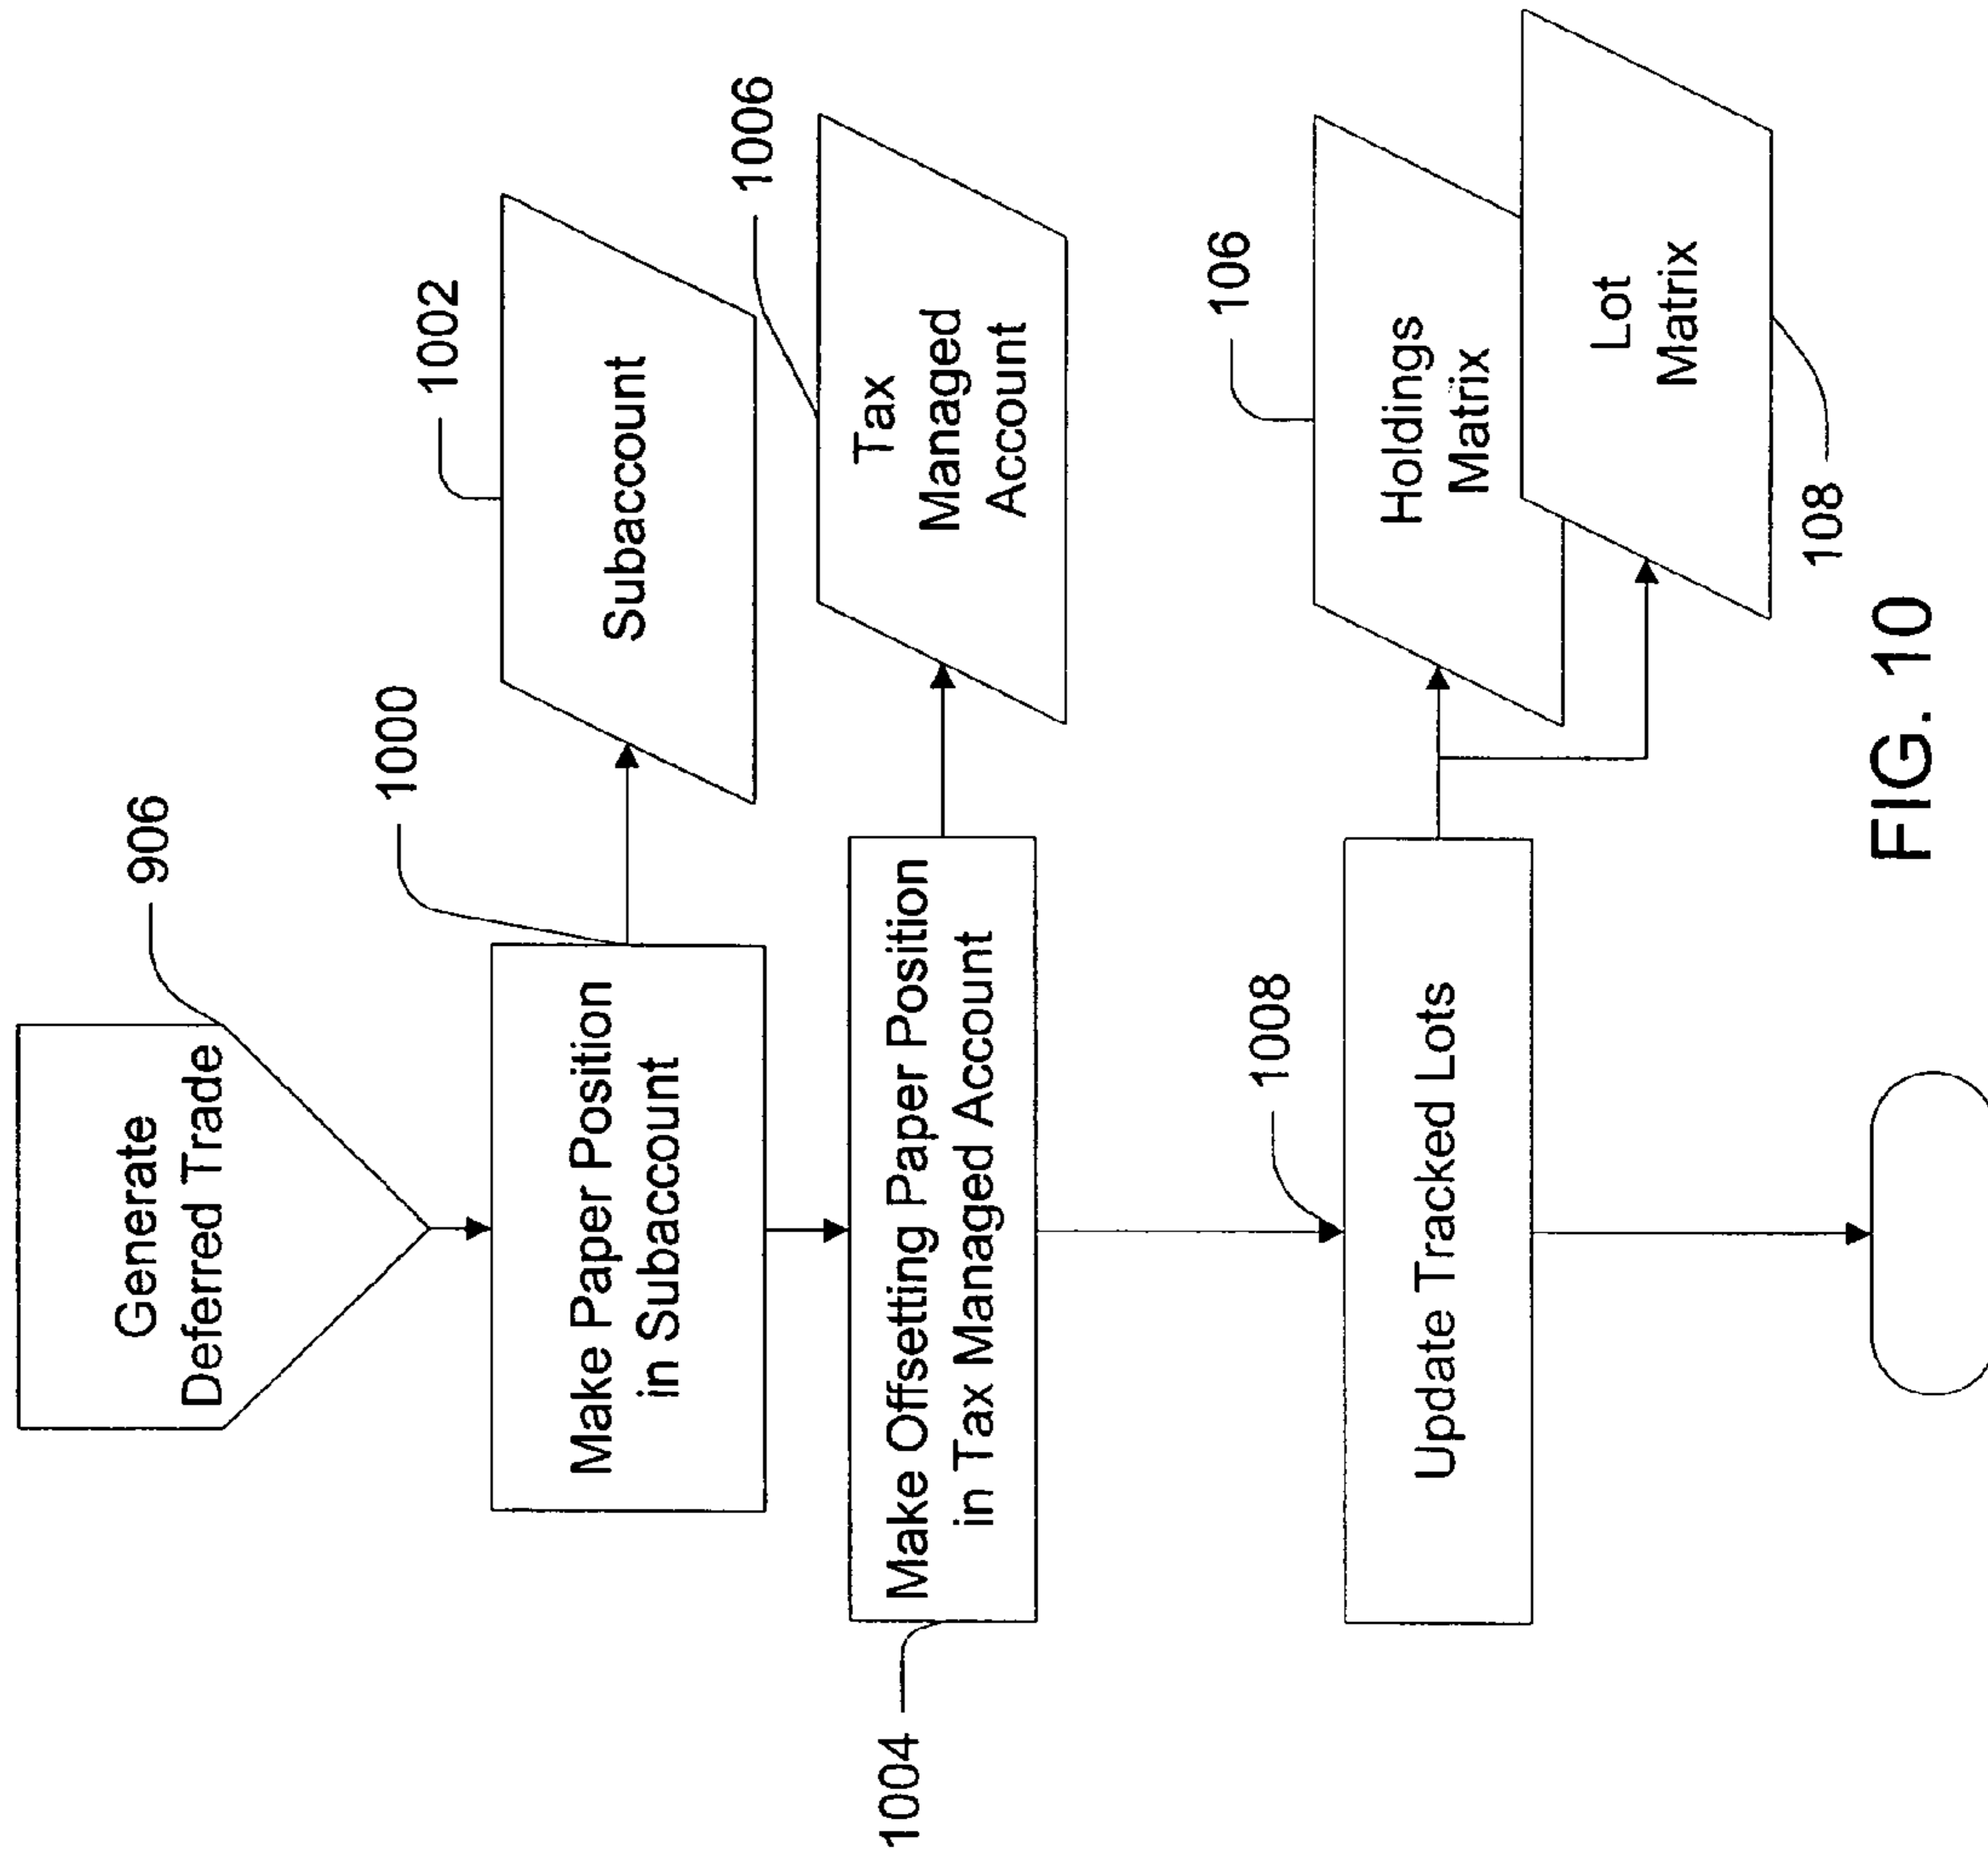 Generate
Deferred Trade
906
Make Paper Position
in Subaccount
1000
Subaccount
1002
Make Offsetting Paper Position
in Tax Managed Account
1004
Tax
Managed
Account
1006
Update Tracked Lots
1008
Holdings
Matrix
106
Lot
Matrix
108
FIG. 10